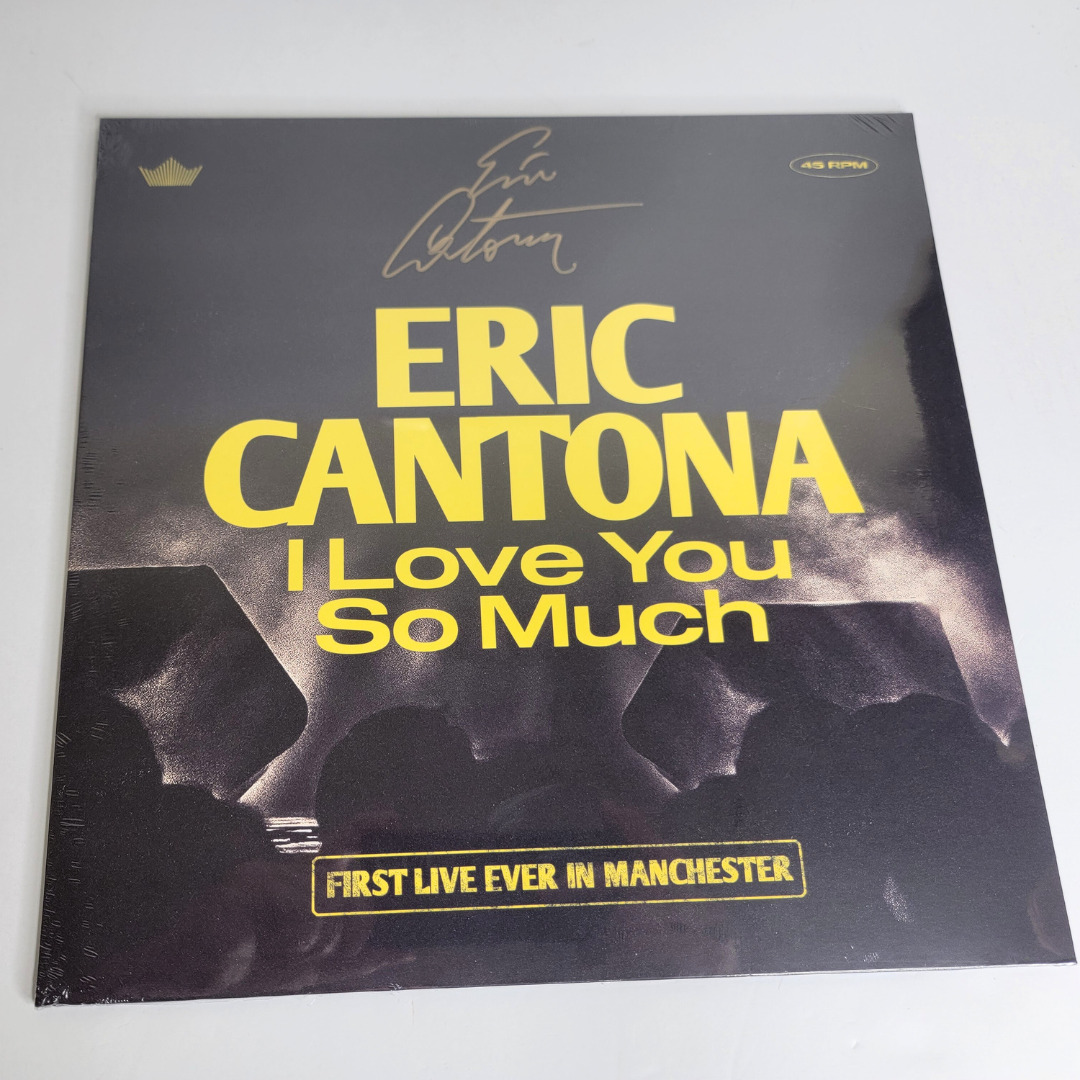 45 RPM
Eric
Cantona
ERIC
CANTONA
I Love You
So Much
FIRST LIVE EVER IN MANCHESTER